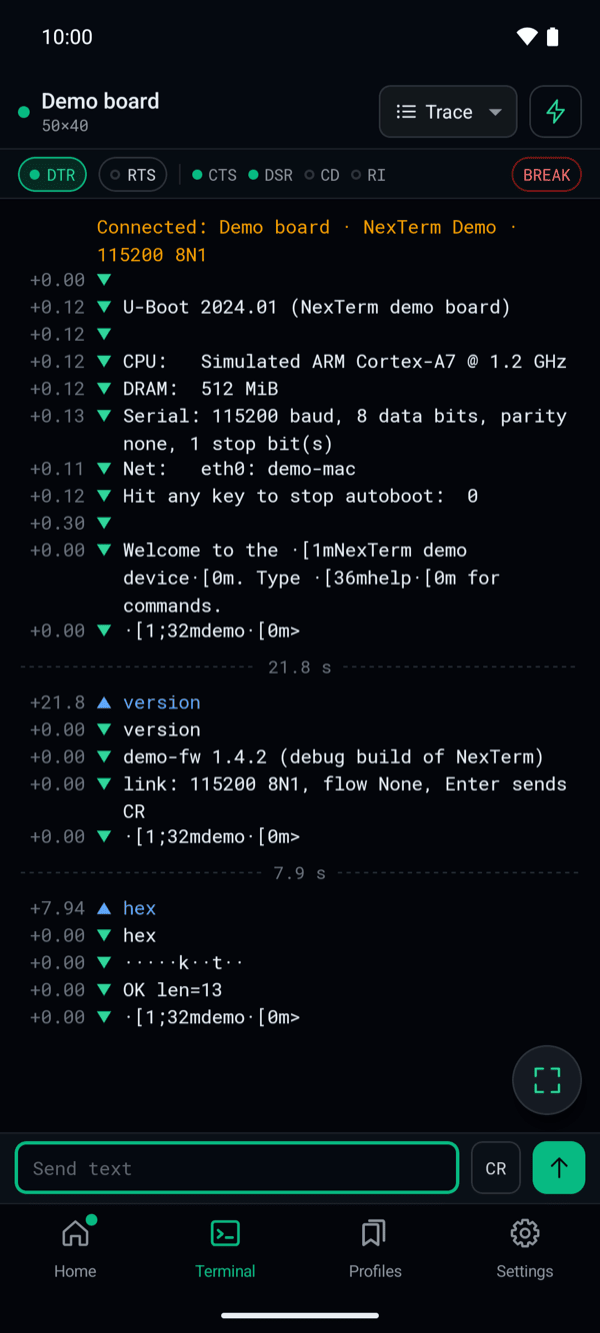 10:00
Demo board
50×40
Trace
DTR RTS CTS DSR CD RI BREAK
Connected: Demo board · NexTerm Demo ·
115200 8N1
+0.00 ▼
+0.12 ▼ U-Boot 2024.01 (NexTerm demo board)
+0.12 ▼
+0.12 ▼ CPU:   Simulated ARM Cortex-A7 @ 1.2 GHz
+0.12 ▼ DRAM:  512 MiB
+0.13 ▼ Serial: 115200 baud, 8 data bits, parity
none, 1 stop bit(s)
+0.11 ▼ Net:   eth0: demo-mac
+0.12 ▼ Hit any key to stop autoboot:  0
+0.30 ▼
+0.00 ▼ Welcome to the ·[1mNexTerm demo
device·[0m. Type ·[36mhelp·[0m for
commands.
+0.00 ▼ ·[1;32mdemo·[0m>
21.8 s
+21.8 ▲ version
+0.00 ▼ version
+0.00 ▼ demo-fw 1.4.2 (debug build of NexTerm)
+0.00 ▼ link: 115200 8N1, flow None, Enter sends
CR
+0.00 ▼ ·[1;32mdemo·[0m>
7.9 s
+7.94 ▲ hex
+0.00 ▼ hex
+0.00 ▼ ·····k··t··
+0.00 ▼ OK len=13
+0.00 ▼ ·[1;32mdemo·[0m>
Send text
CR
Home
Terminal
Profiles
Settings